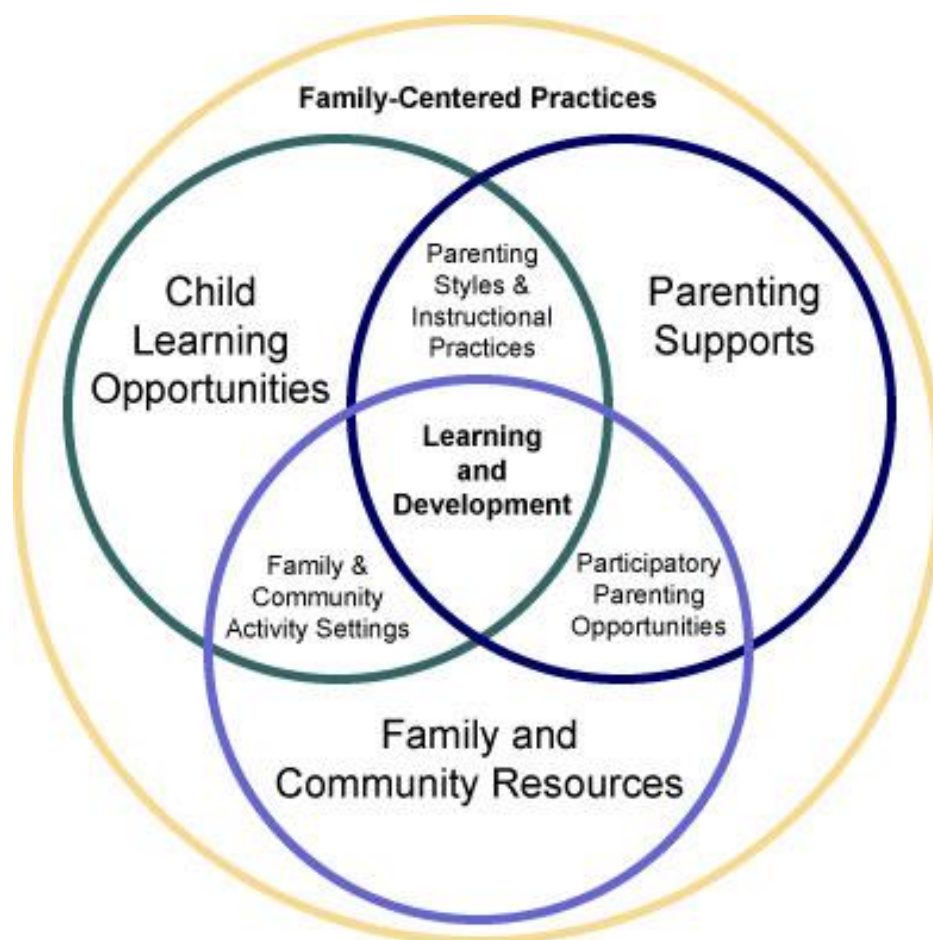 Family-Centered Practices
Child
Learning
Opportunities
Parenting
Styles &
Instructional
Practices
Parenting
Supports
Learning
and
Development
Family &
Community
Activity Settings
Participatory
Parenting
Opportunities
Family and
Community Resources